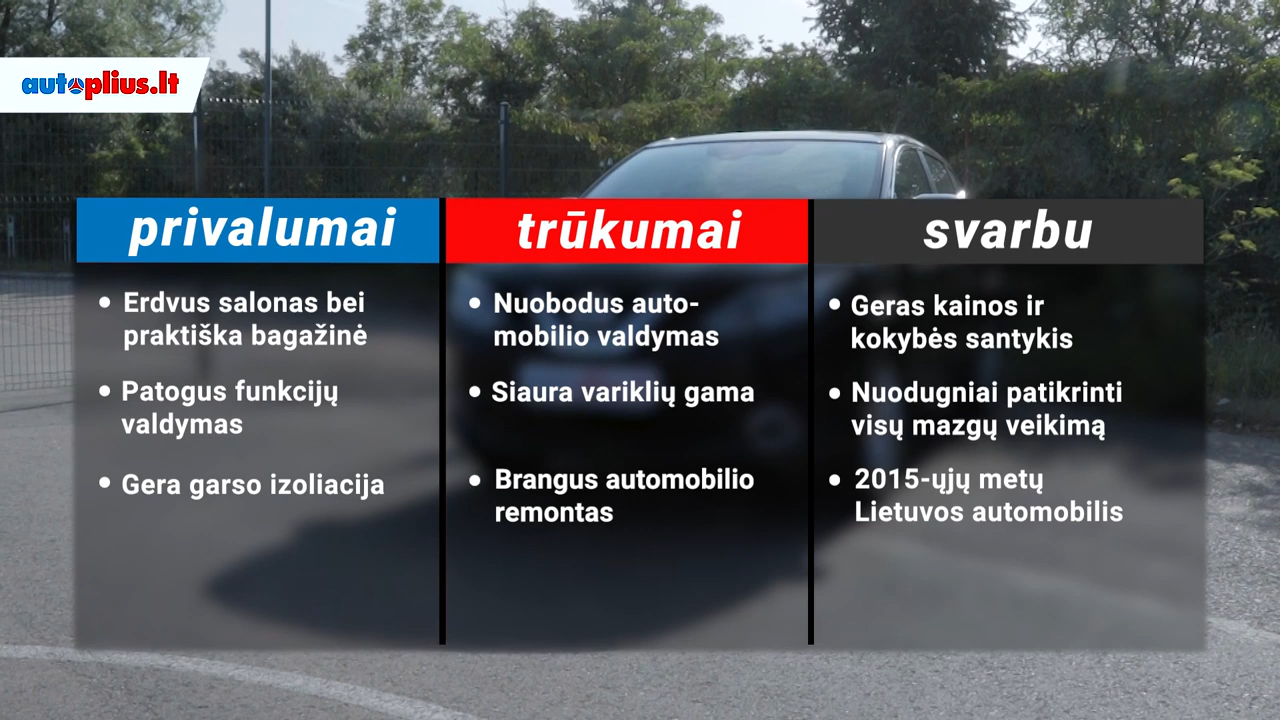 autoplius.lt
privalumai
Erdvus salonas bei
praktiška bagažinė
Patogus funkcijų
valdymas
Gera garso izoliacija
trūkumai
Nuobodus auto-
mobilio valdymas
Siaura variklių gama
Brangus automobilio
remontas
svarbu
Geras kainos ir
kokybės santykis
Nuodugniai patikrinti
visų mazgų veikimą
2015-ųjų metų
Lietuvos automobilis